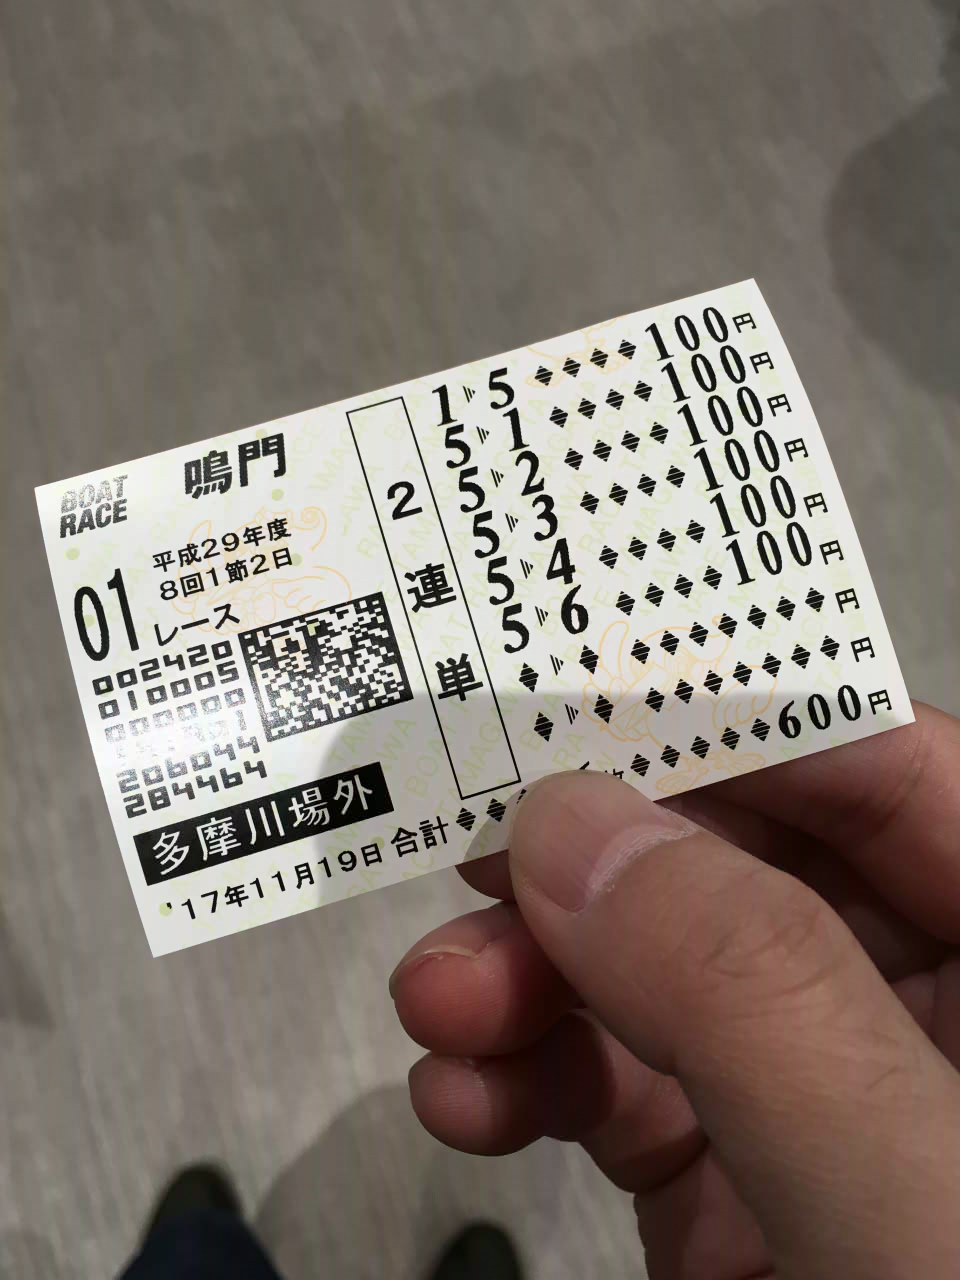 BOAT
RACE
鳴門
平成29年度
8回1節2日
01
レース
002420
010005
000000
206044
284464
多摩川場外
'17年11月19日
2連単
1 5 100円
5 1 100円
5 2 100円
5 3 100円
5 4 100円
5 6 100円
円
円
合計 600円